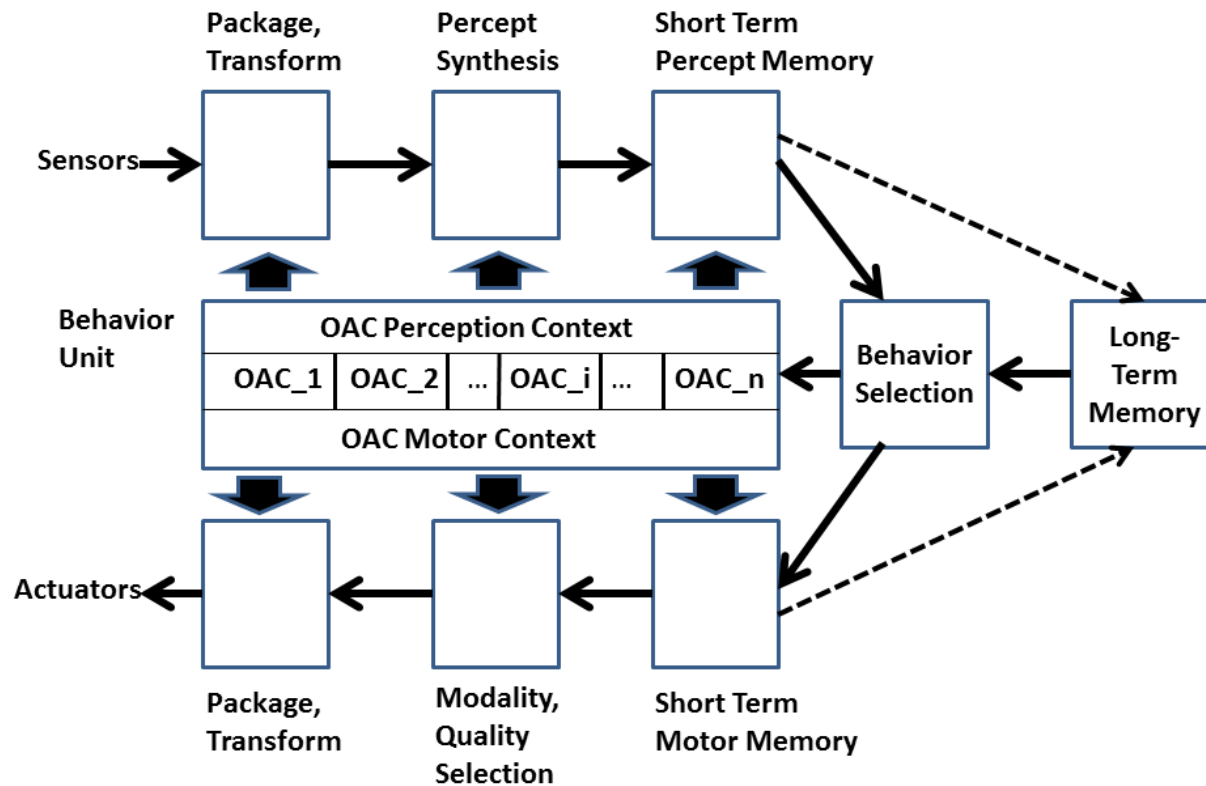 Package,
Transform
Percept
Synthesis
Short Term
Percept Memory
Sensors
Behavior
Unit
OAC Perception Context
OAC_1 OAC_2 ... OAC_i ... OAC_n
OAC Motor Context
Behavior
Selection
Long-
Term
Memory
Actuators
Package,
Transform
Modality,
Quality
Selection
Short Term
Motor Memory